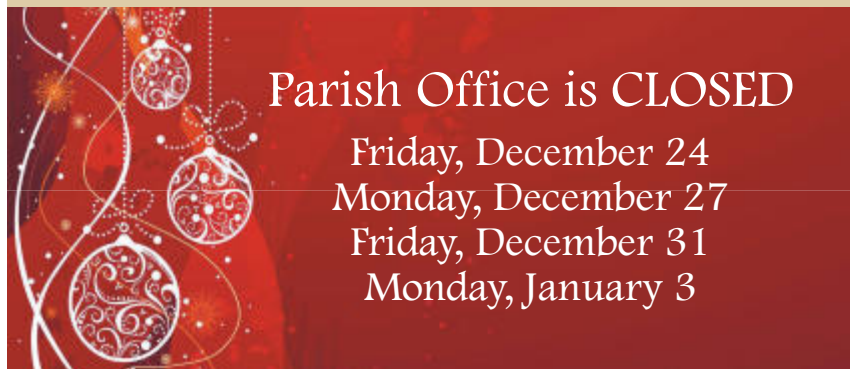 Parish Office is CLOSED
Friday, December 24
Monday, December 27
Friday, December 31
Monday, January 3